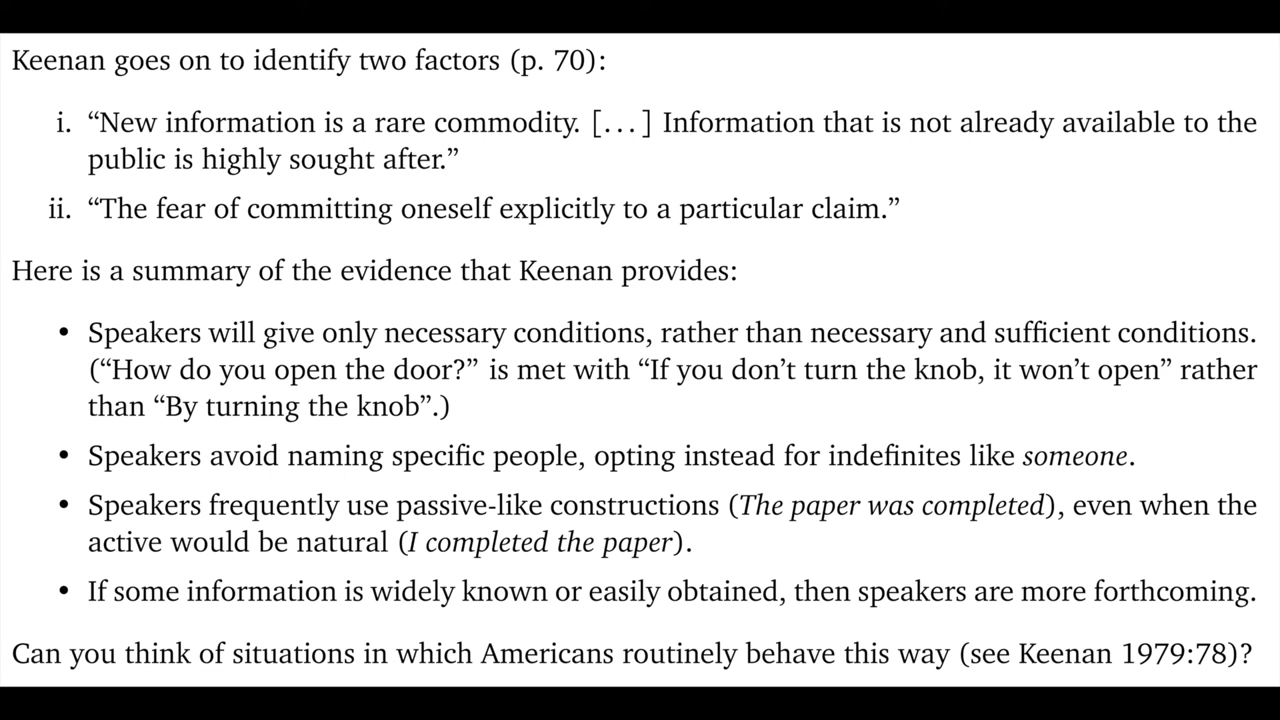 Keenan goes on to identify two factors (p. 70):
i. “New information is a rare commodity. [...] Information that is not already available to the
public is highly sought after.”
ii. “The fear of committing oneself explicitly to a particular claim.”
Here is a summary of the evidence that Keenan provides:
• Speakers will give only necessary conditions, rather than necessary and sufficient conditions.
(“How do you open the door?” is met with “If you don’t turn the knob, it won’t open” rather
than “By turning the knob”.)
• Speakers avoid naming specific people, opting instead for indefinites like someone.
• Speakers frequently use passive-like constructions (The paper was completed), even when the
active would be natural (I completed the paper).
• If some information is widely known or easily obtained, then speakers are more forthcoming.
Can you think of situations in which Americans routinely behave this way (see Keenan 1979:78)?